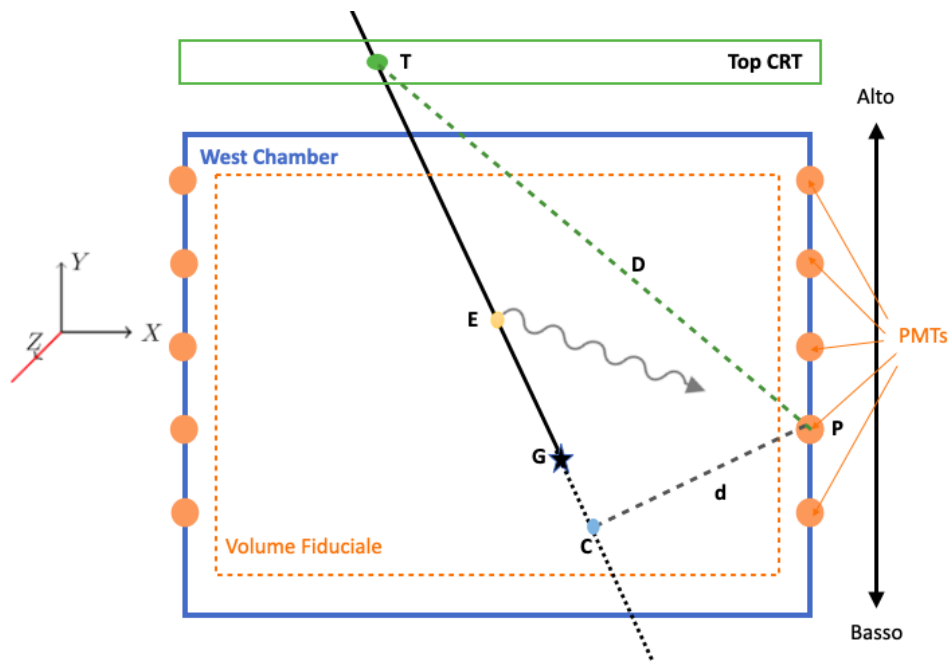 T
Top CRT
Alto
West Chamber
D
Y
X
Z
E
PMTs
P
G
d
C
Volume Fiduciale
Basso